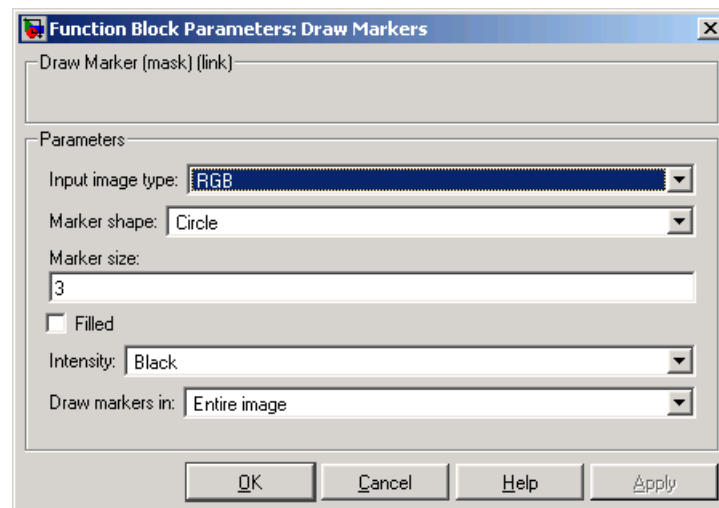 Function Block Parameters: Draw Markers
Draw Marker (mask) (link)
Parameters
Input image type: RGB
Marker shape: Circle
Marker size:
3
Filled
Intensity: Black
Draw markers in: Entire image
OK Cancel Help Apply